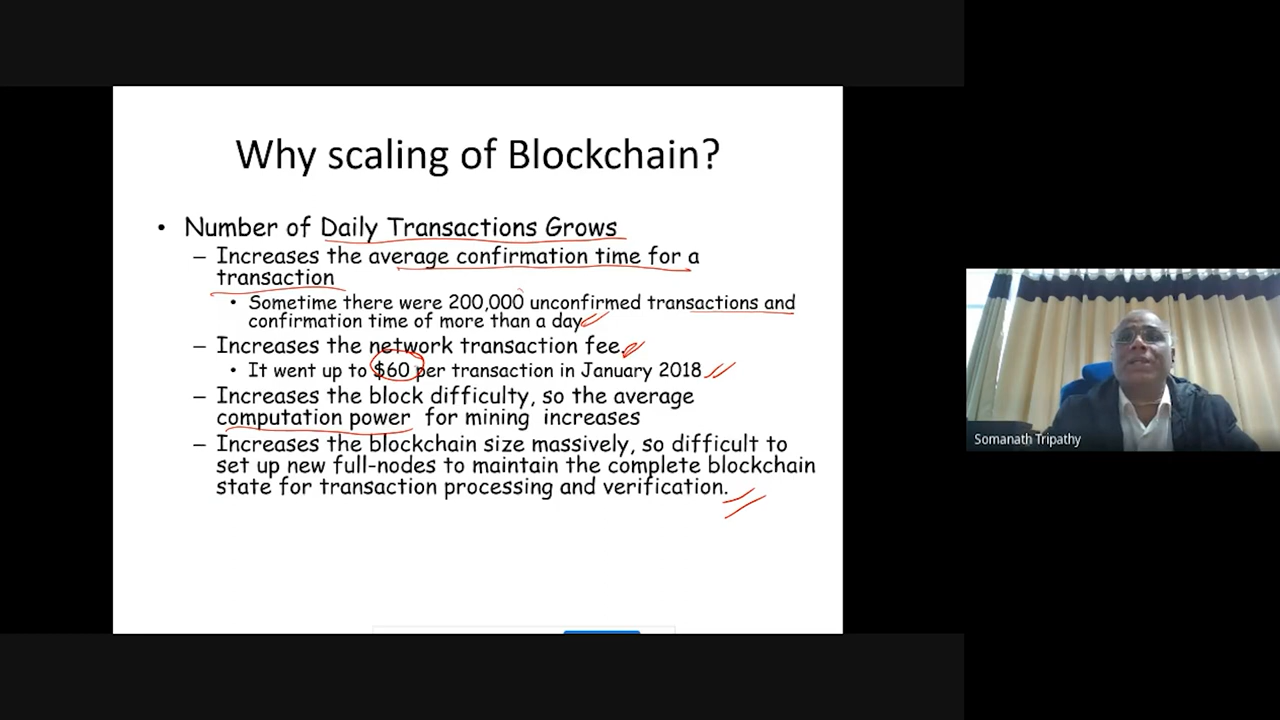 Why scaling of Blockchain?
• Number of Daily Transactions Grows
– Increases the average confirmation time for a
transaction
• Sometime there were 200,000 unconfirmed transactions and
confirmation time of more than a day
– Increases the network transaction fee.
• It went up to $60 per transaction in January 2018
– Increases the block difficulty, so the average
computation power for mining increases
– Increases the blockchain size massively, so difficult to
set up new full-nodes to maintain the complete blockchain
state for transaction processing and verification.
Somanath Tripathy